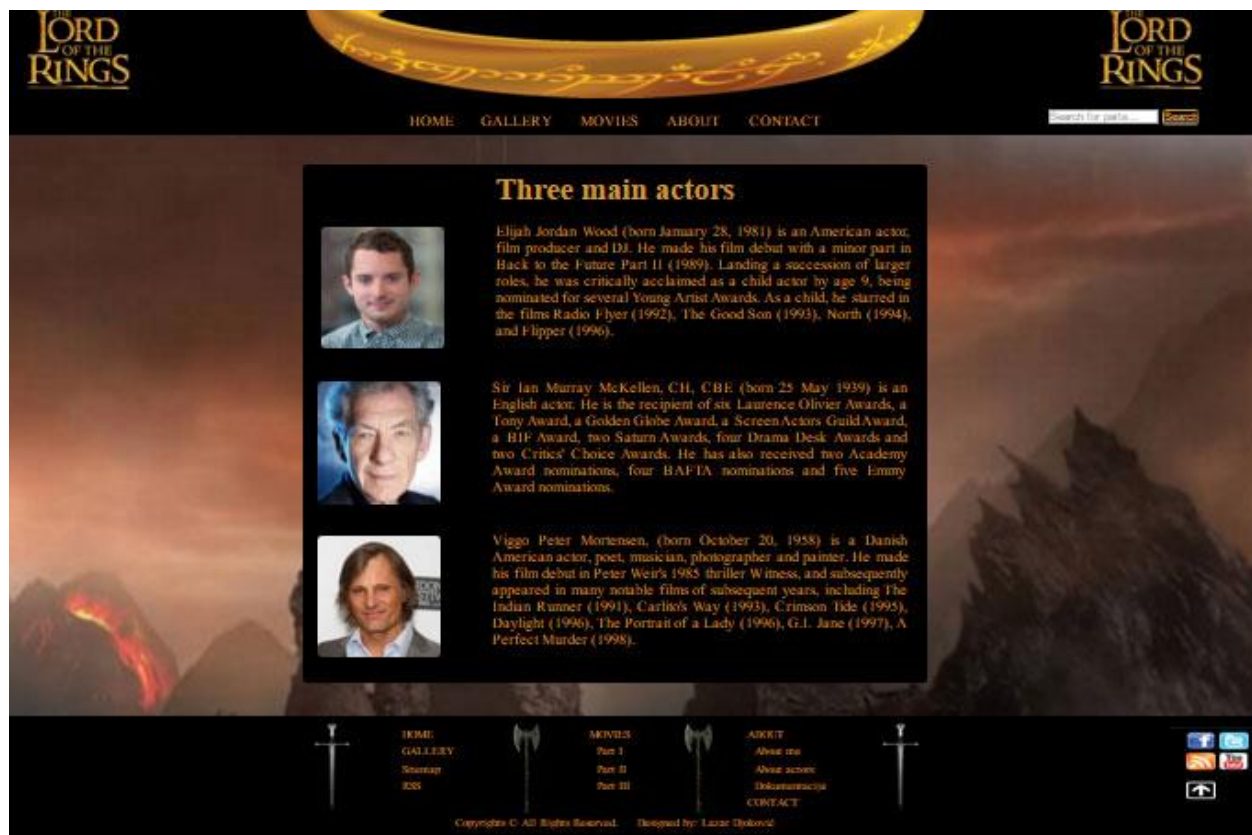 THE
LORD
OF THE
RINGS
THE
LORD
OF THE
RINGS
HOME GALLERY MOVIES ABOUT CONTACT
Search for parts.... Search
Three main actors
Elijah Jordan Wood (born January 28, 1981) is an American actor,
film producer and DJ. He made his film debut with a minor part in
Back to the Future Part II (1989). Landing a succession of larger
roles, he was critically acclaimed as a child actor by age 9, being
nominated for several Young Artist Awards. As a child, he starred in
the films Radio Flyer (1992), The Good Son (1993), North (1994),
and Flipper (1996).
Sir Ian Murray McKellen, CH, CBE (born 25 May 1939) is an
English actor. He is the recipient of six Laurence Olivier Awards, a
Tony Award, a Golden Globe Award, a Screen Actors Guild Award,
a BIF Award, two Saturn Awards, four Drama Desk Awards and
two Critics' Choice Awards. He has also received two Academy
Award nominations, four BAFTA nominations and five Emmy
Award nominations.
Viggo Peter Mortensen, (born October 20, 1958) is a Danish
American actor, poet, musician, photographer and painter. He made
his film debut in Peter Weir's 1985 thriller Witness, and subsequently
appeared in many notable films of subsequent years, including The
Indian Runner (1991), Carlito's Way (1993), Crimson Tide (1995),
Daylight (1996), The Portrait of a Lady (1996), G.I. Jane (1997), A
Perfect Murder (1998).
HOME
GALLERY
Sitemap
RSS
MOVIES
Part I
Part II
Part III
ABOUT
About me
About actors
Dokumentacija
CONTACT
Copyrights © All Rights Reserved. Designed by: Lazar